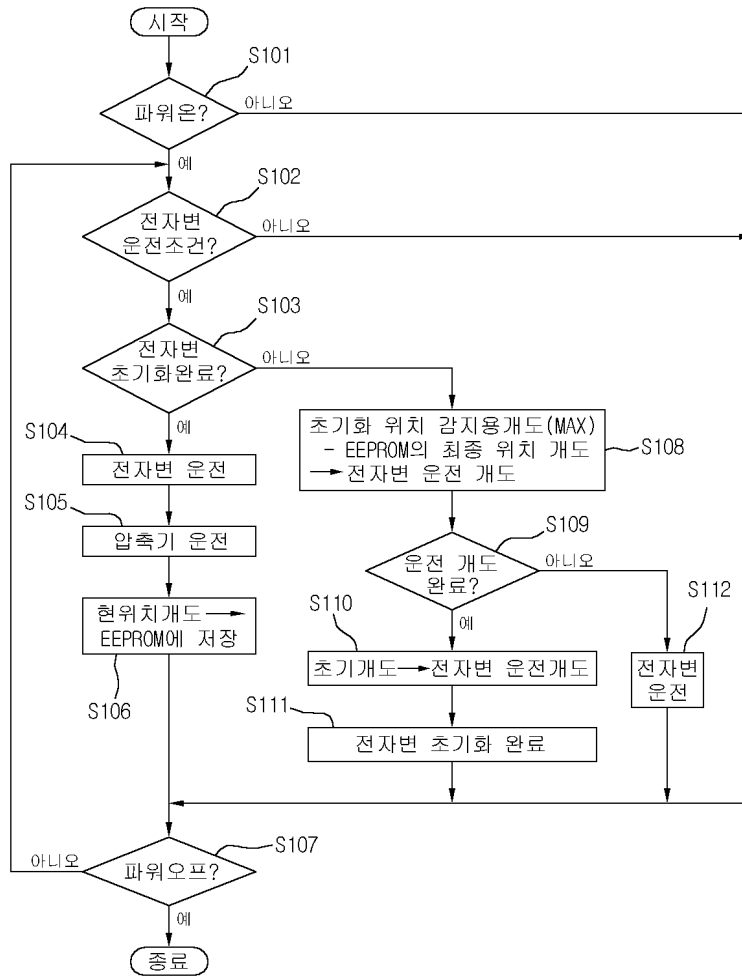 시작
S101
파워온?
아니오
예
S102
전자변
운전조건?
아니오
예
S103
전자변
초기화완료?
아니오
예
S104
전자변 운전
S105
압축기 운전
현위치개도 →
EEPROM에 저장
S106
초기화 위치 감지용개도(MAX)
- EEPROM의 최종 위치 개도
→ 전자변 운전 개도
S108
S109
운전 개도
완료?
아니오
예
S110
초기개도 → 전자변 운전개도
S111
전자변 초기화 완료
S112
전자변
운전
S107
파워오프?
아니오
예
종료